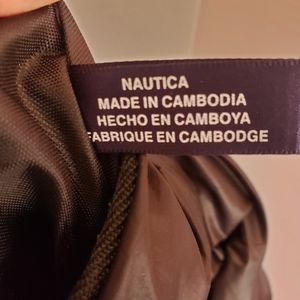 NAUTICA
MADE IN CAMBODIA
HECHO EN CAMBOYA
FABRIQUE EN CAMBODGE